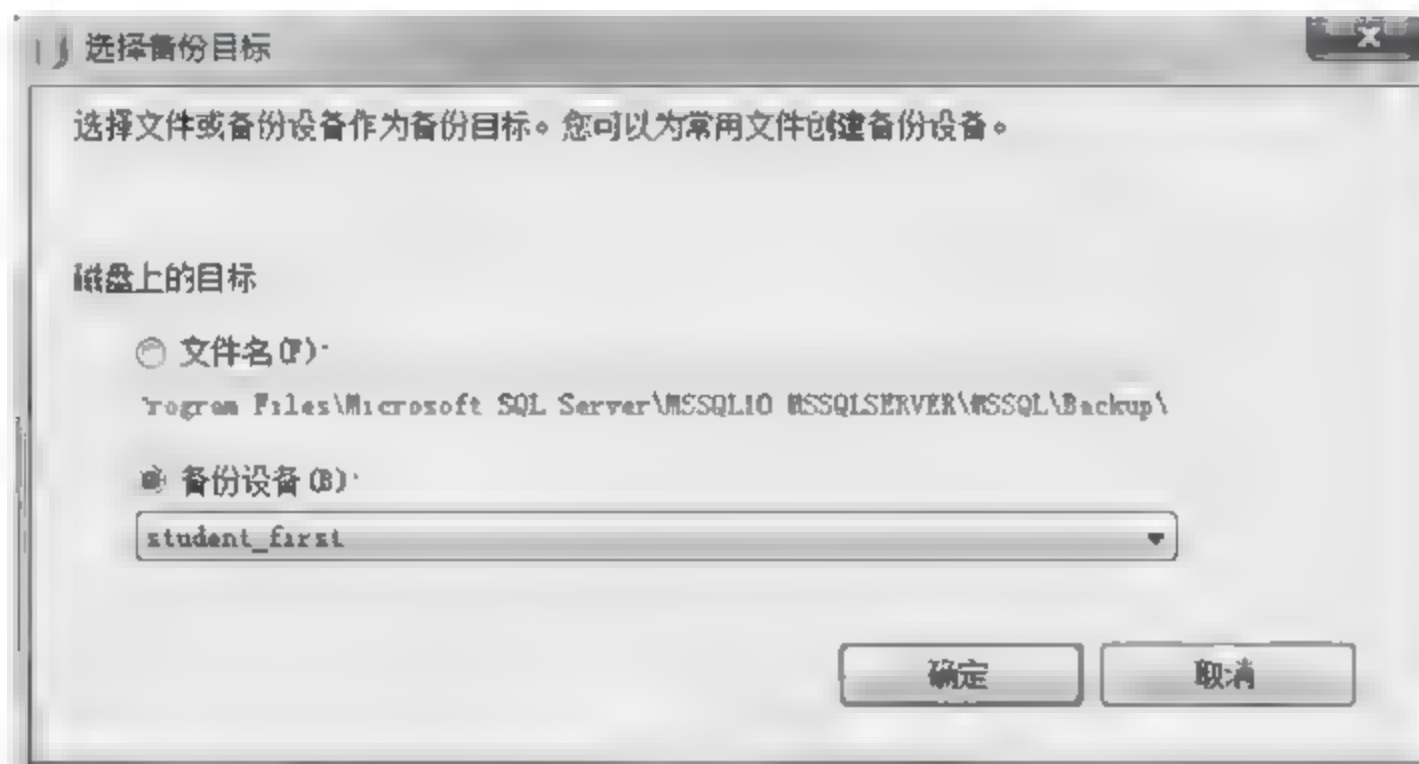 选择备份目标
选择文件或备份设备作为备份目标。您可以为常用文件创建备份设备。
磁盘上的目标
文件名(F):
rogram Files\Microsoft SQL Server\MSSQL10 MSSQLSERVER\MSSQL\Backup\
备份设备(B):
student_first
确定
取消